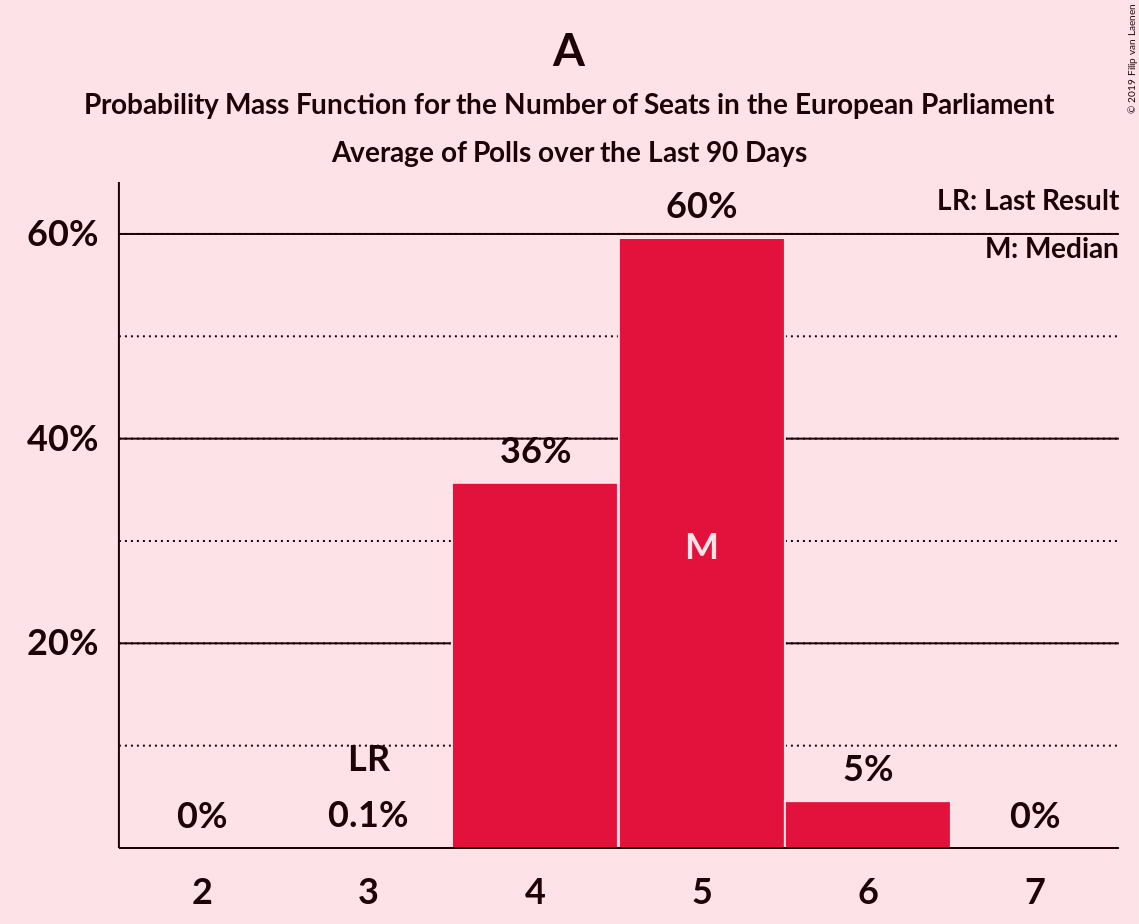 A
Probability Mass Function for the Number of Seats in the European Parliament
Average of Polls over the Last 90 Days
© 2019 Filip van Laenen
LR: Last Result
M: Median
60%
40%
20%
0%
LR
0.1%
36%
60%
M
5%
0%
2
3
4
5
6
7